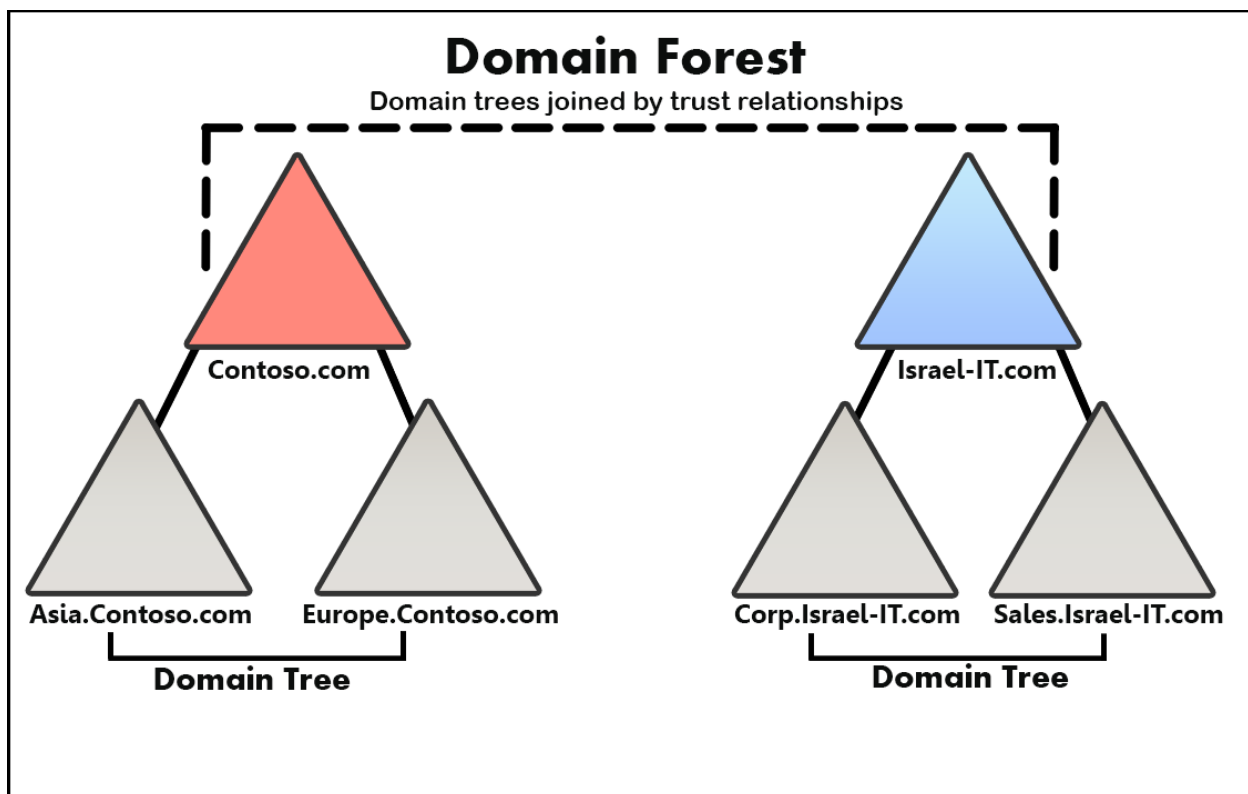 Domain Forest
Domain trees joined by trust relationships
Contoso.com
Israel-IT.com
Asia.Contoso.com
Europe.Contoso.com
Corp.Israel-IT.com
Sales.Israel-IT.com
Domain Tree
Domain Tree